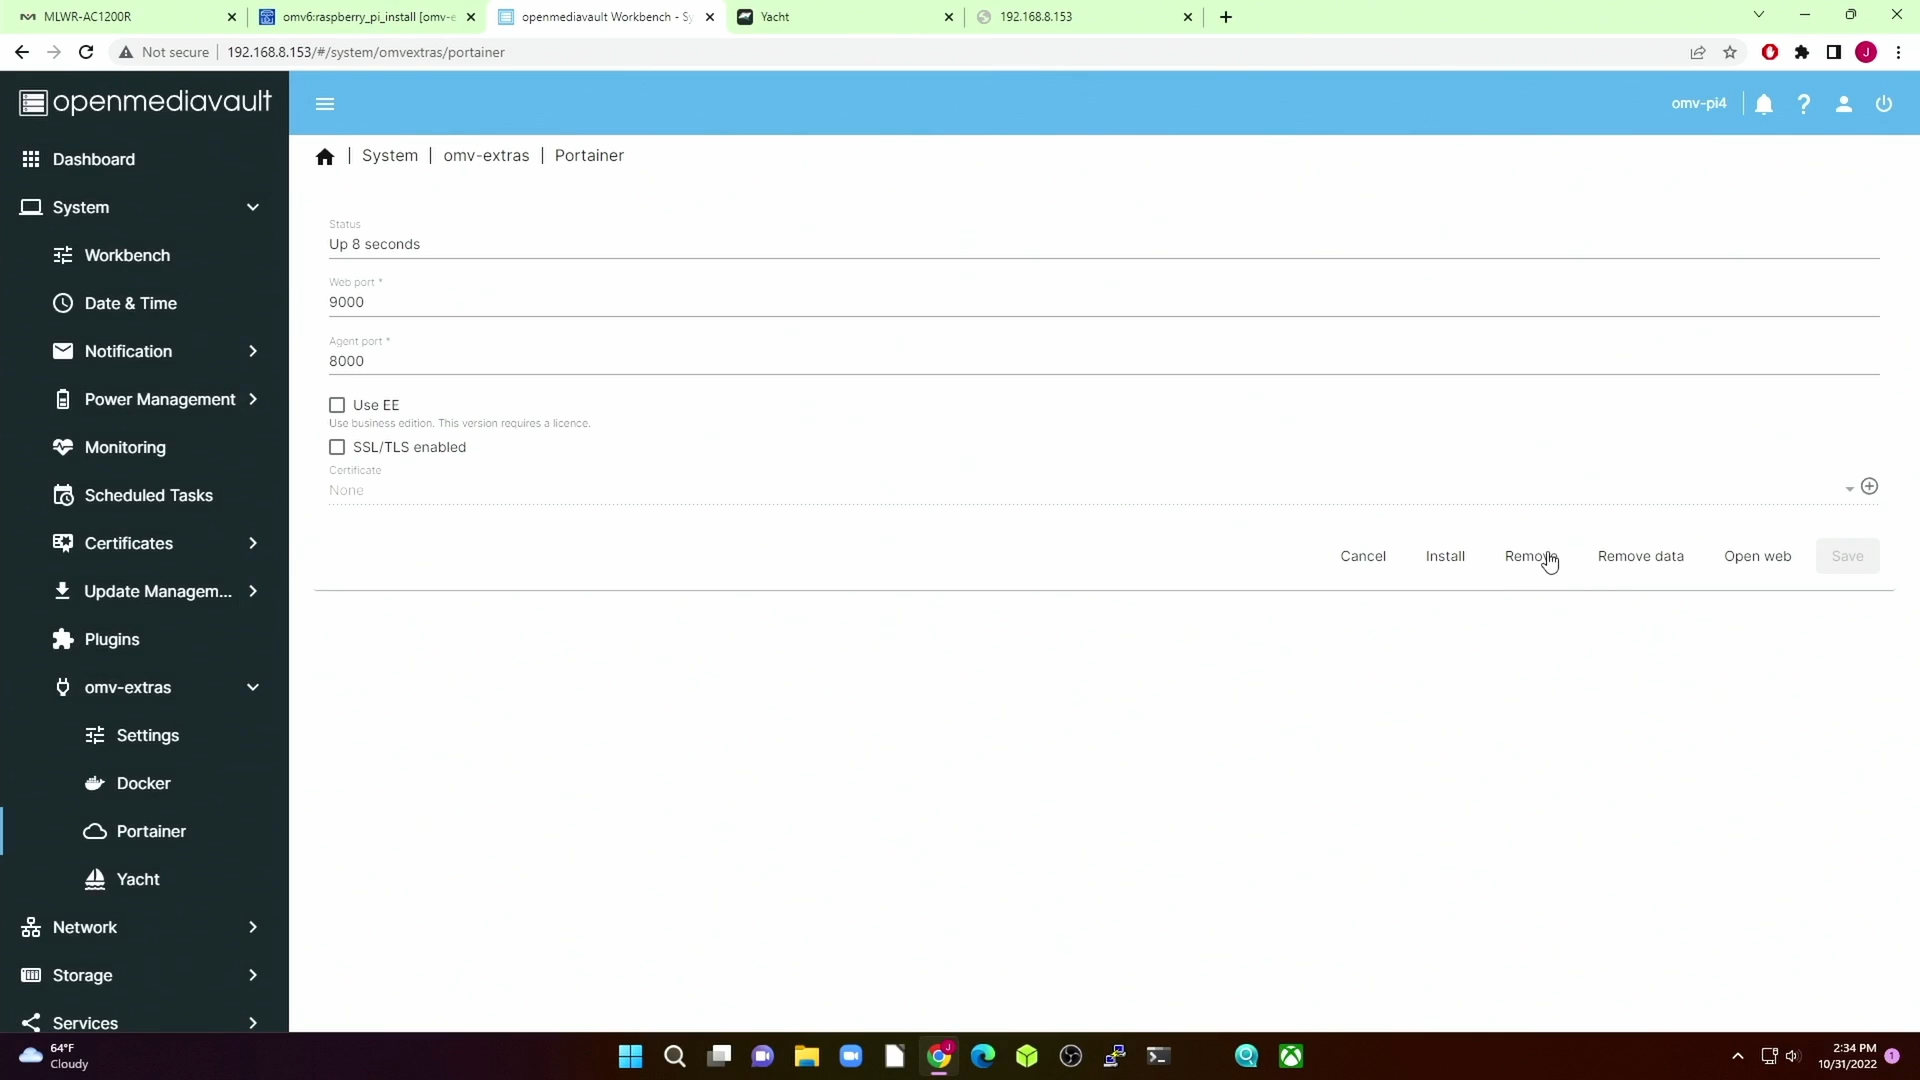 MLWR-AC1200R
omv6:raspberry_pi_install [omv-e
openmediavault Workbench - Sy
Yacht
192.168.8.153
Not secure
192.168.8.153/#/system/omvextras/portainer
J
openmediavault
omv-pi4
Dashboard
System
Workbench
Date & Time
Notification
Power Management
Monitoring
Scheduled Tasks
Certificates
Update Managem...
Plugins
omv-extras
Settings
Docker
Portainer
Yacht
Network
Storage
Services
System | omv-extras | Portainer
Status
Up 8 seconds
Web port *
9000
Agent port *
8000
Use EE
Use business edition. This version requires a licence.
SSL/TLS enabled
Certificate
None
Cancel
Install
Remove
Remove data
Open web
Save
64°F
Cloudy
J
2:34 PM
10/31/2022
1